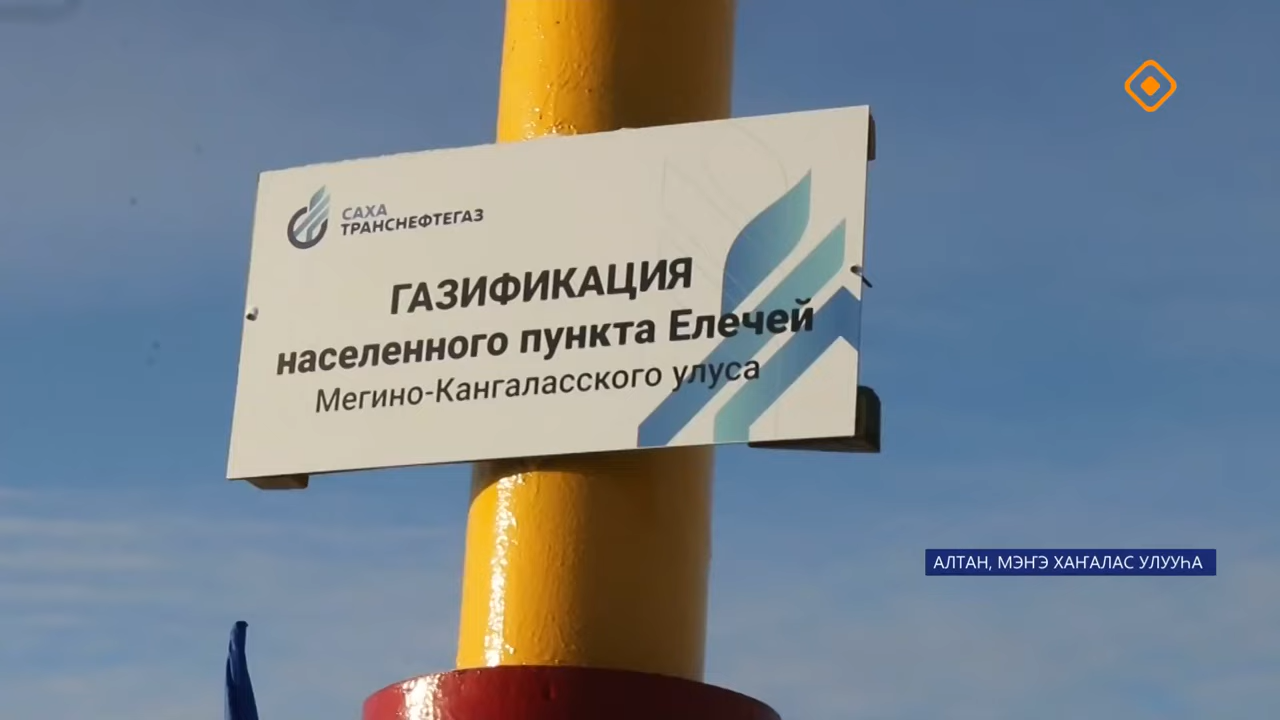 САХА
ТРАНСНЕФТЕГАЗ
ГАЗИФИКАЦИЯ
населенного пункта Елечей
Мегино-Кангаласского улуса
АЛТАН, МЭҤЭ ХАҤАЛАС УЛУУҺА